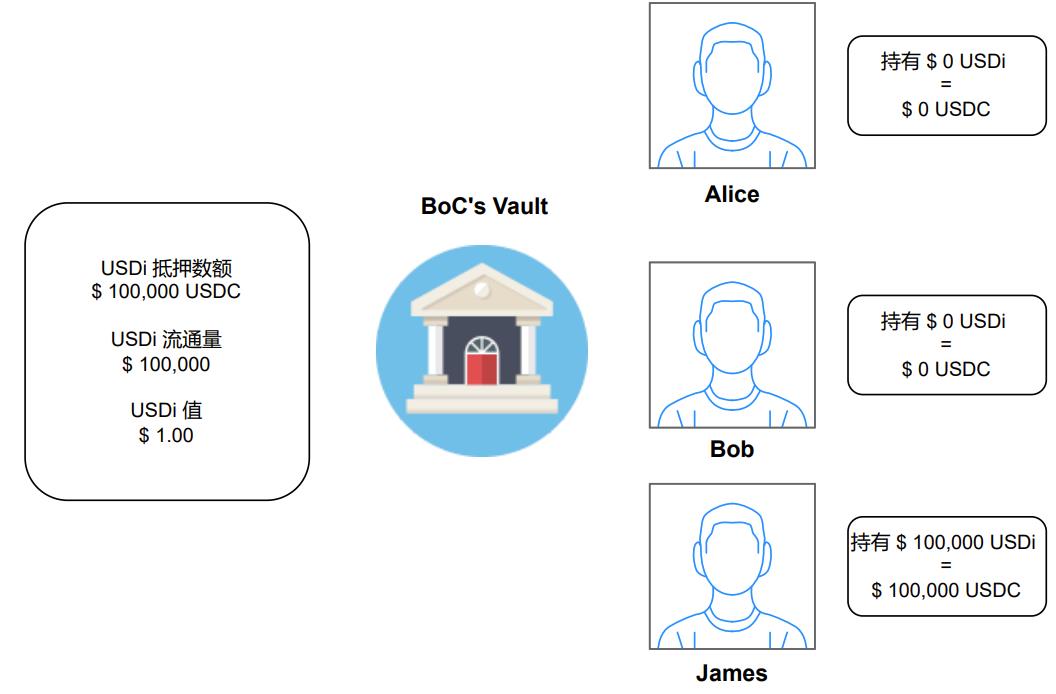 USDi 抵押数额
$ 100,000 USDC
USDi 流通量
$ 100,000
USDi 值
$ 1.00
BoC's Vault
Alice
持有 $ 0 USDi
=
$ 0 USDC
Bob
持有 $ 0 USDi
=
$ 0 USDC
James
持有 $ 100,000 USDi
=
$ 100,000 USDC